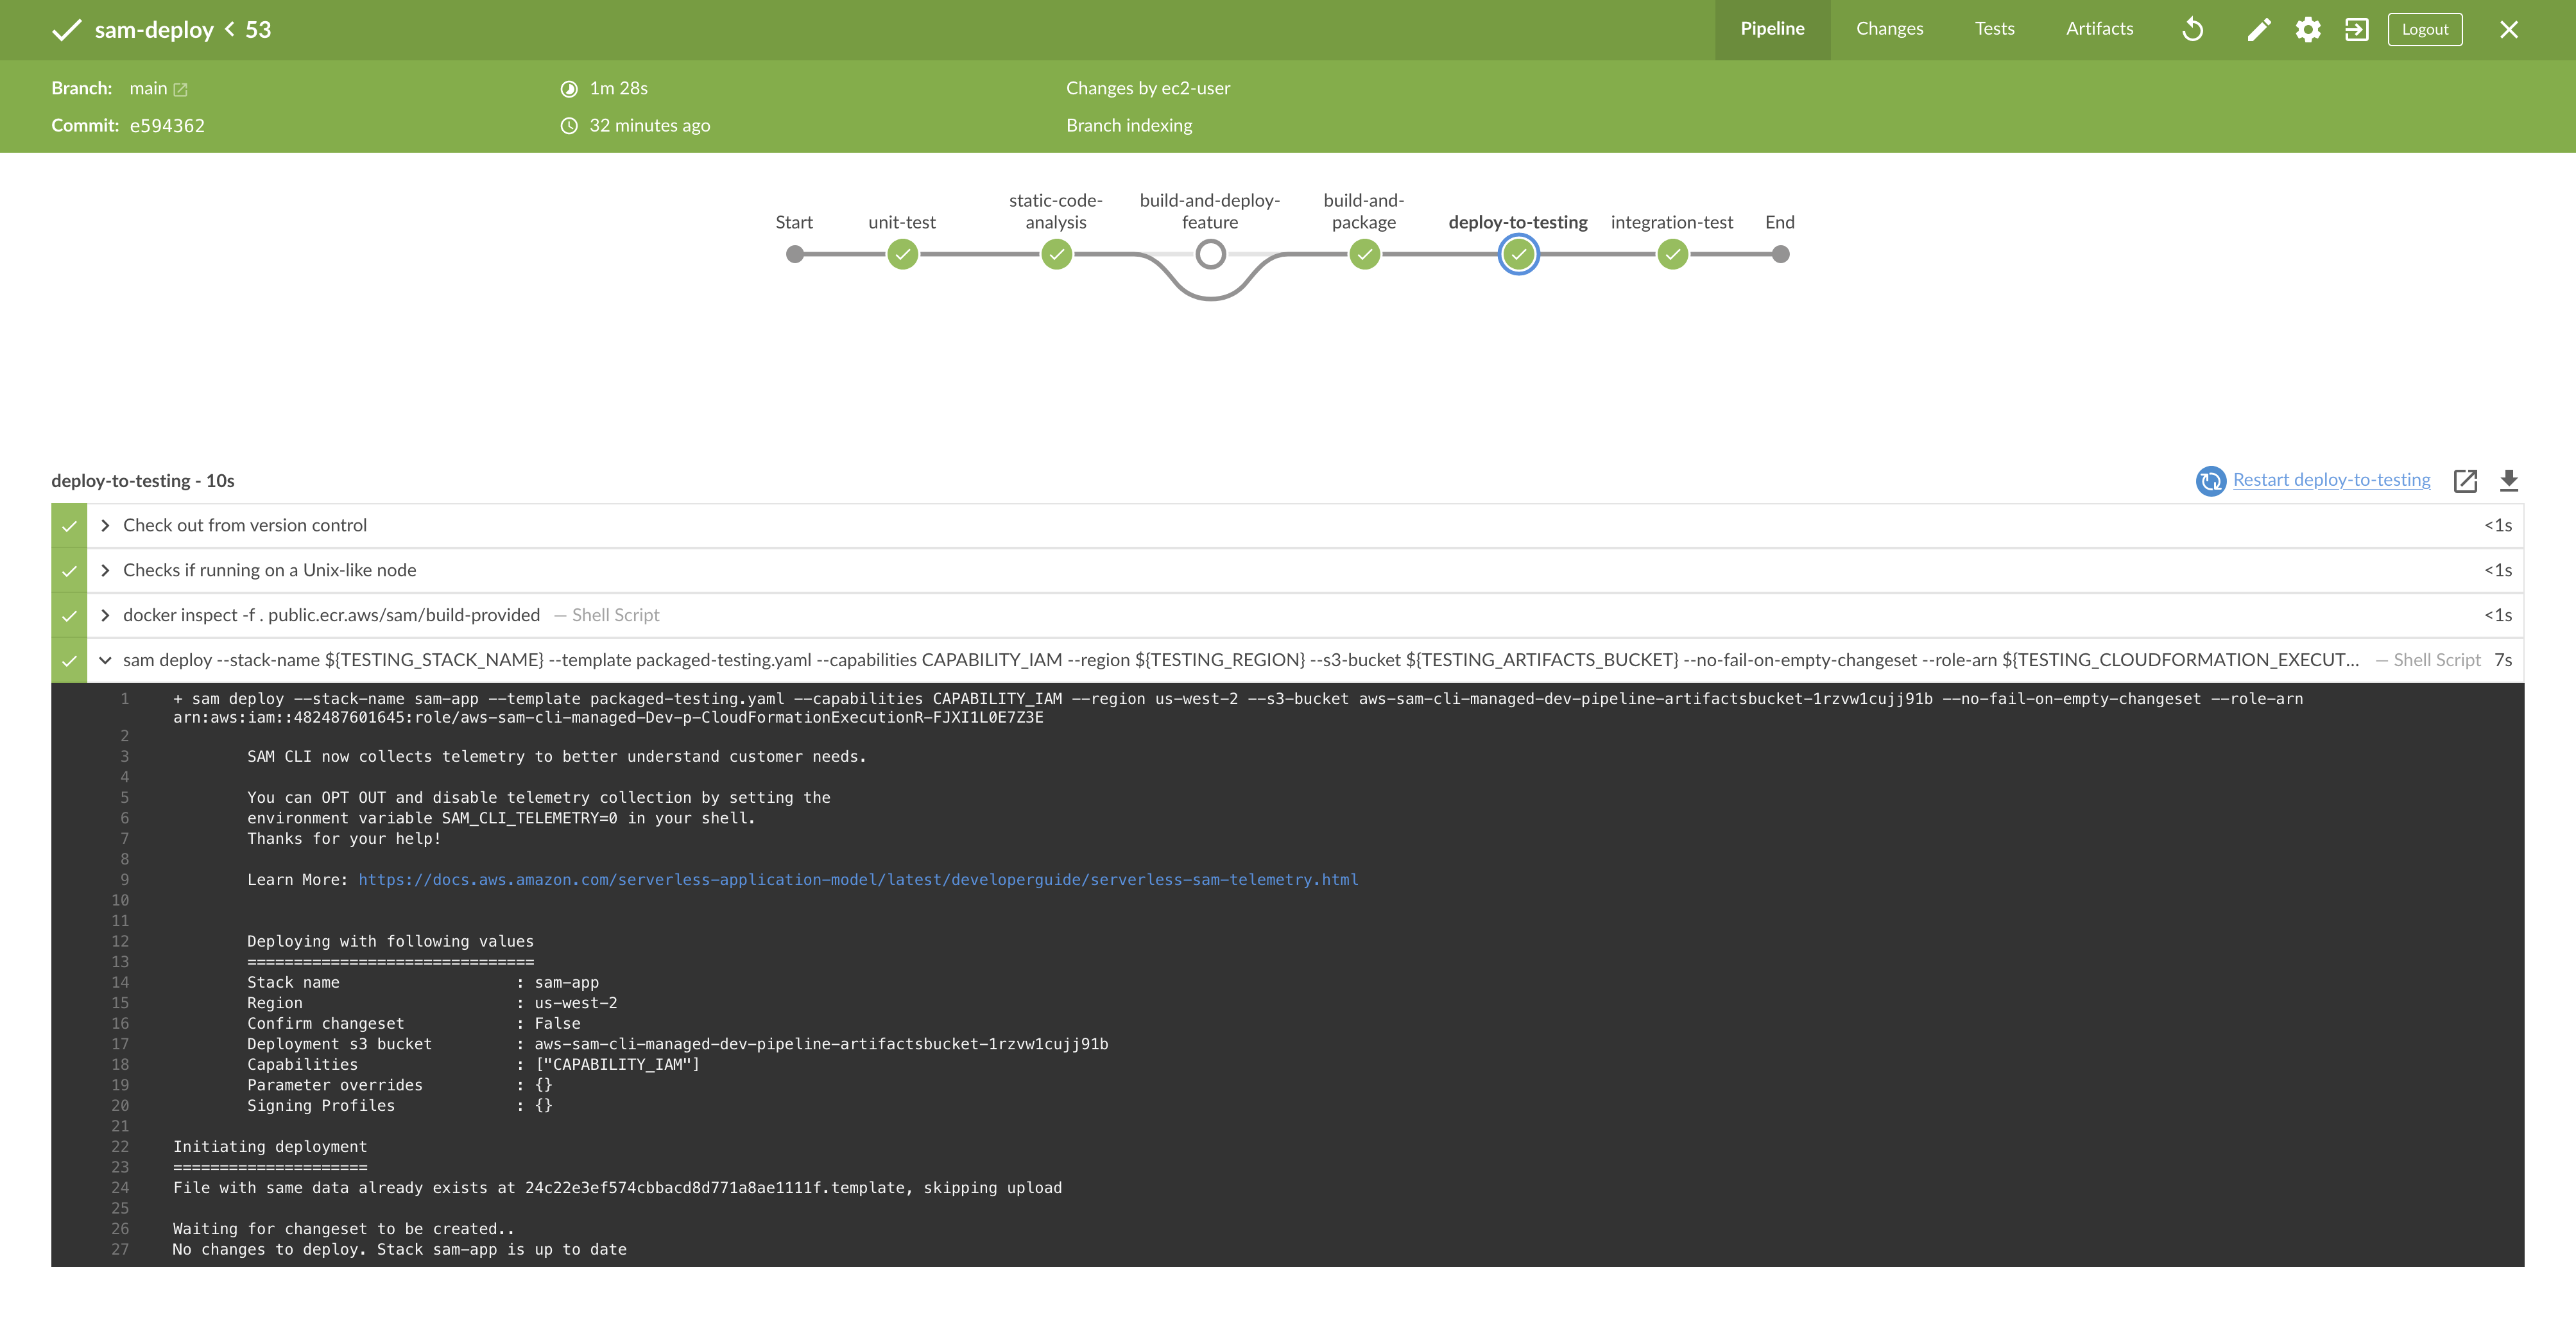 sam-deploy < 53
Pipeline
Changes
Tests
Artifacts
Logout
Branch: main
1m 28s
Changes by ec2-user
Commit: e594362
32 minutes ago
Branch indexing
Start
unit-test
static-code-
analysis
build-and-deploy-
feature
build-and-
package
deploy-to-testing
integration-test
End
deploy-to-testing - 10s
Restart deploy-to-testing
Check out from version control <1s
Checks if running on a Unix-like node <1s
docker inspect -f . public.ecr.aws/sam/build-provided — Shell Script <1s
sam deploy --stack-name ${TESTING_STACK_NAME} --template packaged-testing.yaml --capabilities CAPABILITY_IAM --region ${TESTING_REGION} --s3-bucket ${TESTING_ARTIFACTS_BUCKET} --no-fail-on-empty-changeset --role-arn ${TESTING_CLOUDFORMATION_EXECUT... — Shell Script 7s
1 + sam deploy --stack-name sam-app --template packaged-testing.yaml --capabilities CAPABILITY_IAM --region us-west-2 --s3-bucket aws-sam-cli-managed-dev-pipeline-artifactsbucket-1rzvw1cujj91b --no-fail-on-empty-changeset --role-arn
arn:aws:iam::482487601645:role/aws-sam-cli-managed-Dev-p-CloudFormationExecutionR-FJXI1L0E7Z3E
2
3 SAM CLI now collects telemetry to better understand customer needs.
4
5 You can OPT OUT and disable telemetry collection by setting the
6 environment variable SAM_CLI_TELEMETRY=0 in your shell.
7 Thanks for your help!
8
9 Learn More: https://docs.aws.amazon.com/serverless-application-model/latest/developerguide/serverless-sam-telemetry.html
10
11
12 Deploying with following values
13 ===============================
14 Stack name : sam-app
15 Region : us-west-2
16 Confirm changeset : False
17 Deployment s3 bucket : aws-sam-cli-managed-dev-pipeline-artifactsbucket-1rzvw1cujj91b
18 Capabilities : ["CAPABILITY_IAM"]
19 Parameter overrides : {}
20 Signing Profiles : {}
21
22 Initiating deployment
23 =====================
24 File with same data already exists at 24c22e3ef574cbbacd8d771a8ae1111f.template, skipping upload
25
26 Waiting for changeset to be created..
27 No changes to deploy. Stack sam-app is up to date